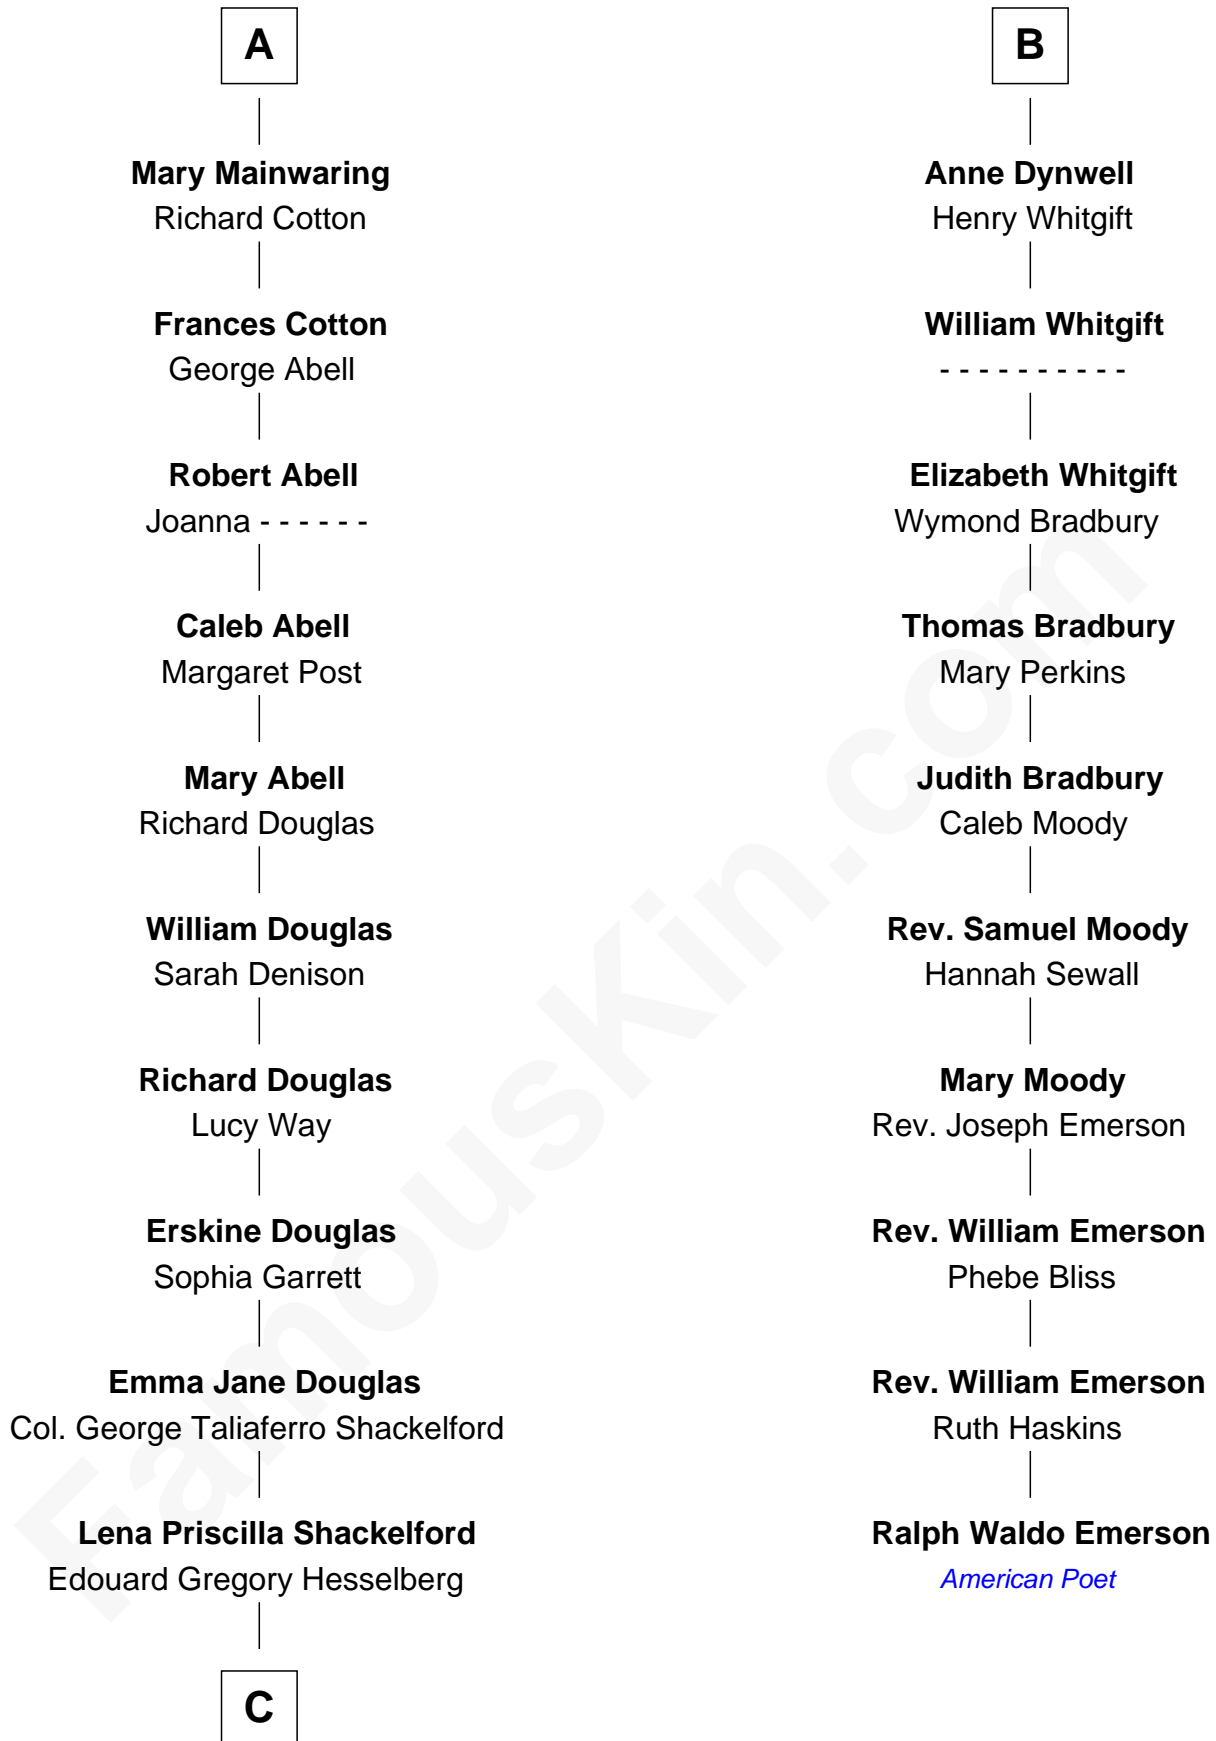 A
Mary Mainwaring
Richard Cotton
Frances Cotton
George Abell
Robert Abell
Joanna - - - - - -
Caleb Abell
Margaret Post
Mary Abell
Richard Douglas
William Douglas
Sarah Denison
Richard Douglas
Lucy Way
Erskine Douglas
Sophia Garrett
Emma Jane Douglas
Col. George Taliaferro Shackelford
Lena Priscilla Shackelford
Edouard Gregory Hesselberg
C
B
Anne Dynwell
Henry Whitgift
William Whitgift
- - - - - - - - - -
Elizabeth Whitgift
Wymond Bradbury
Thomas Bradbury
Mary Perkins
Judith Bradbury
Caleb Moody
Rev. Samuel Moody
Hannah Sewall
Mary Moody
Rev. Joseph Emerson
Rev. William Emerson
Phebe Bliss
Rev. William Emerson
Ruth Haskins
Ralph Waldo Emerson
American Poet
FamousKin.com